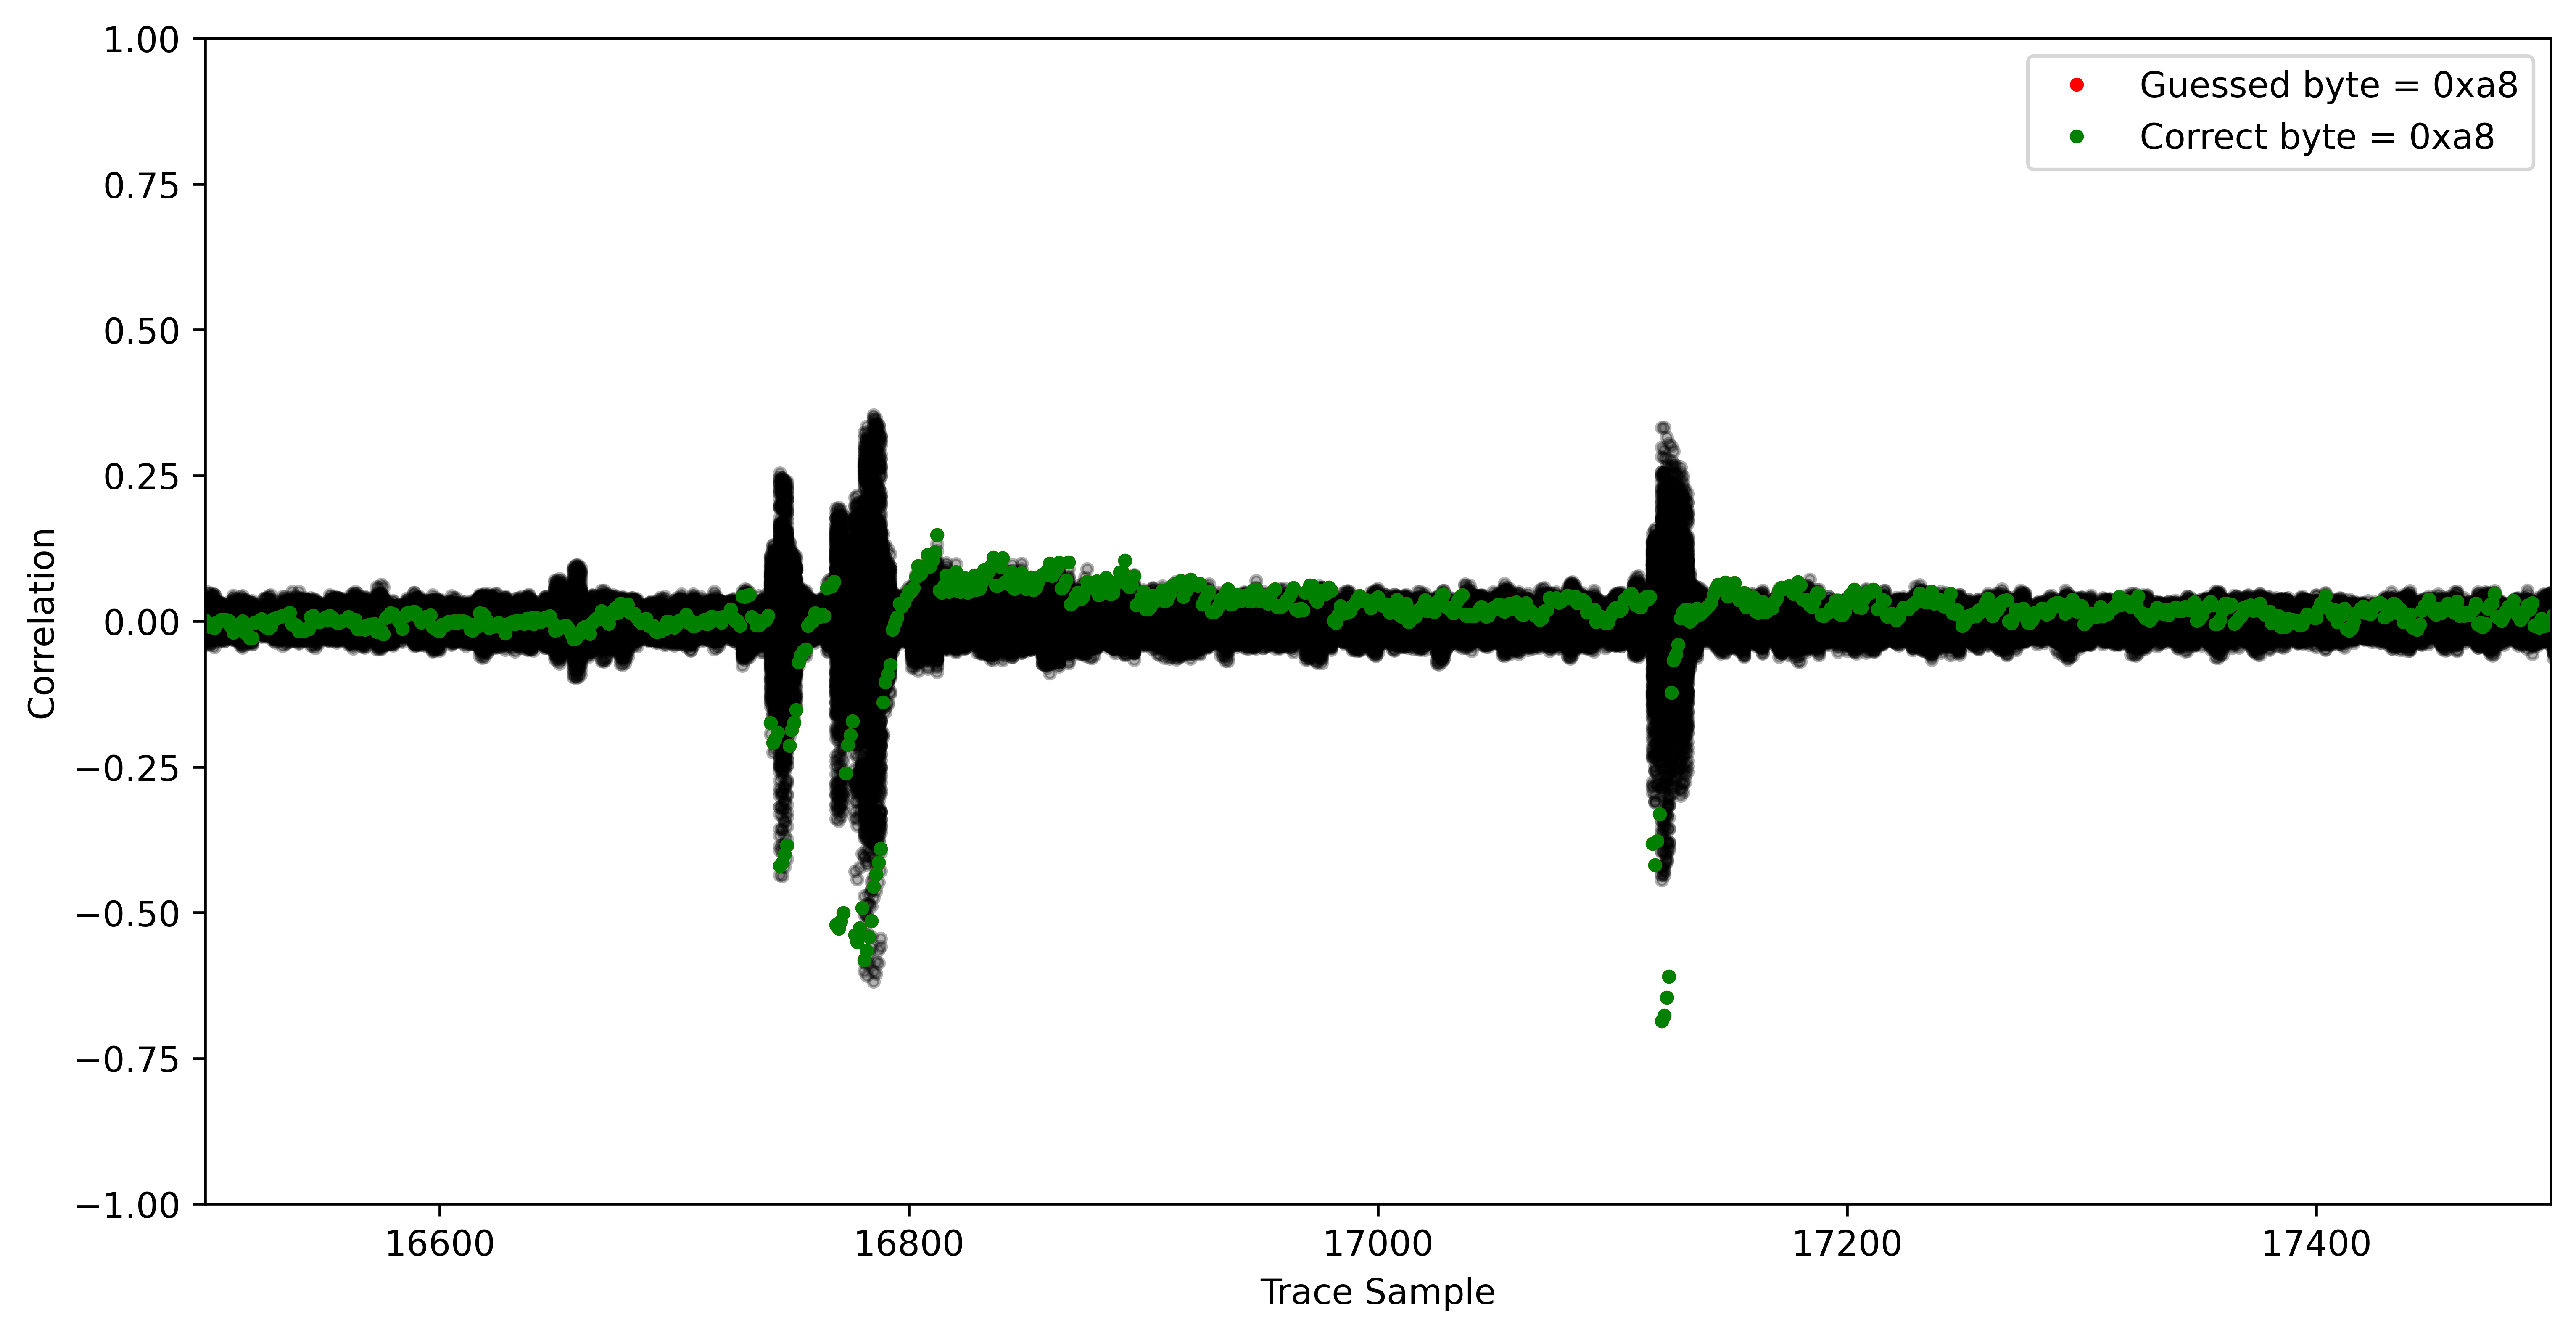 Guessed byte = 0xa8
Correct byte = 0xa8
1.00
0.75
0.50
0.25
0.00
−0.25
−0.50
−0.75
−1.00
Correlation
16600 16800 17000 17200 17400
Trace Sample